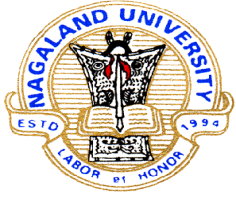 NAGALAND UNIVERSITY
ESTD 1994
LABOR et HONOR